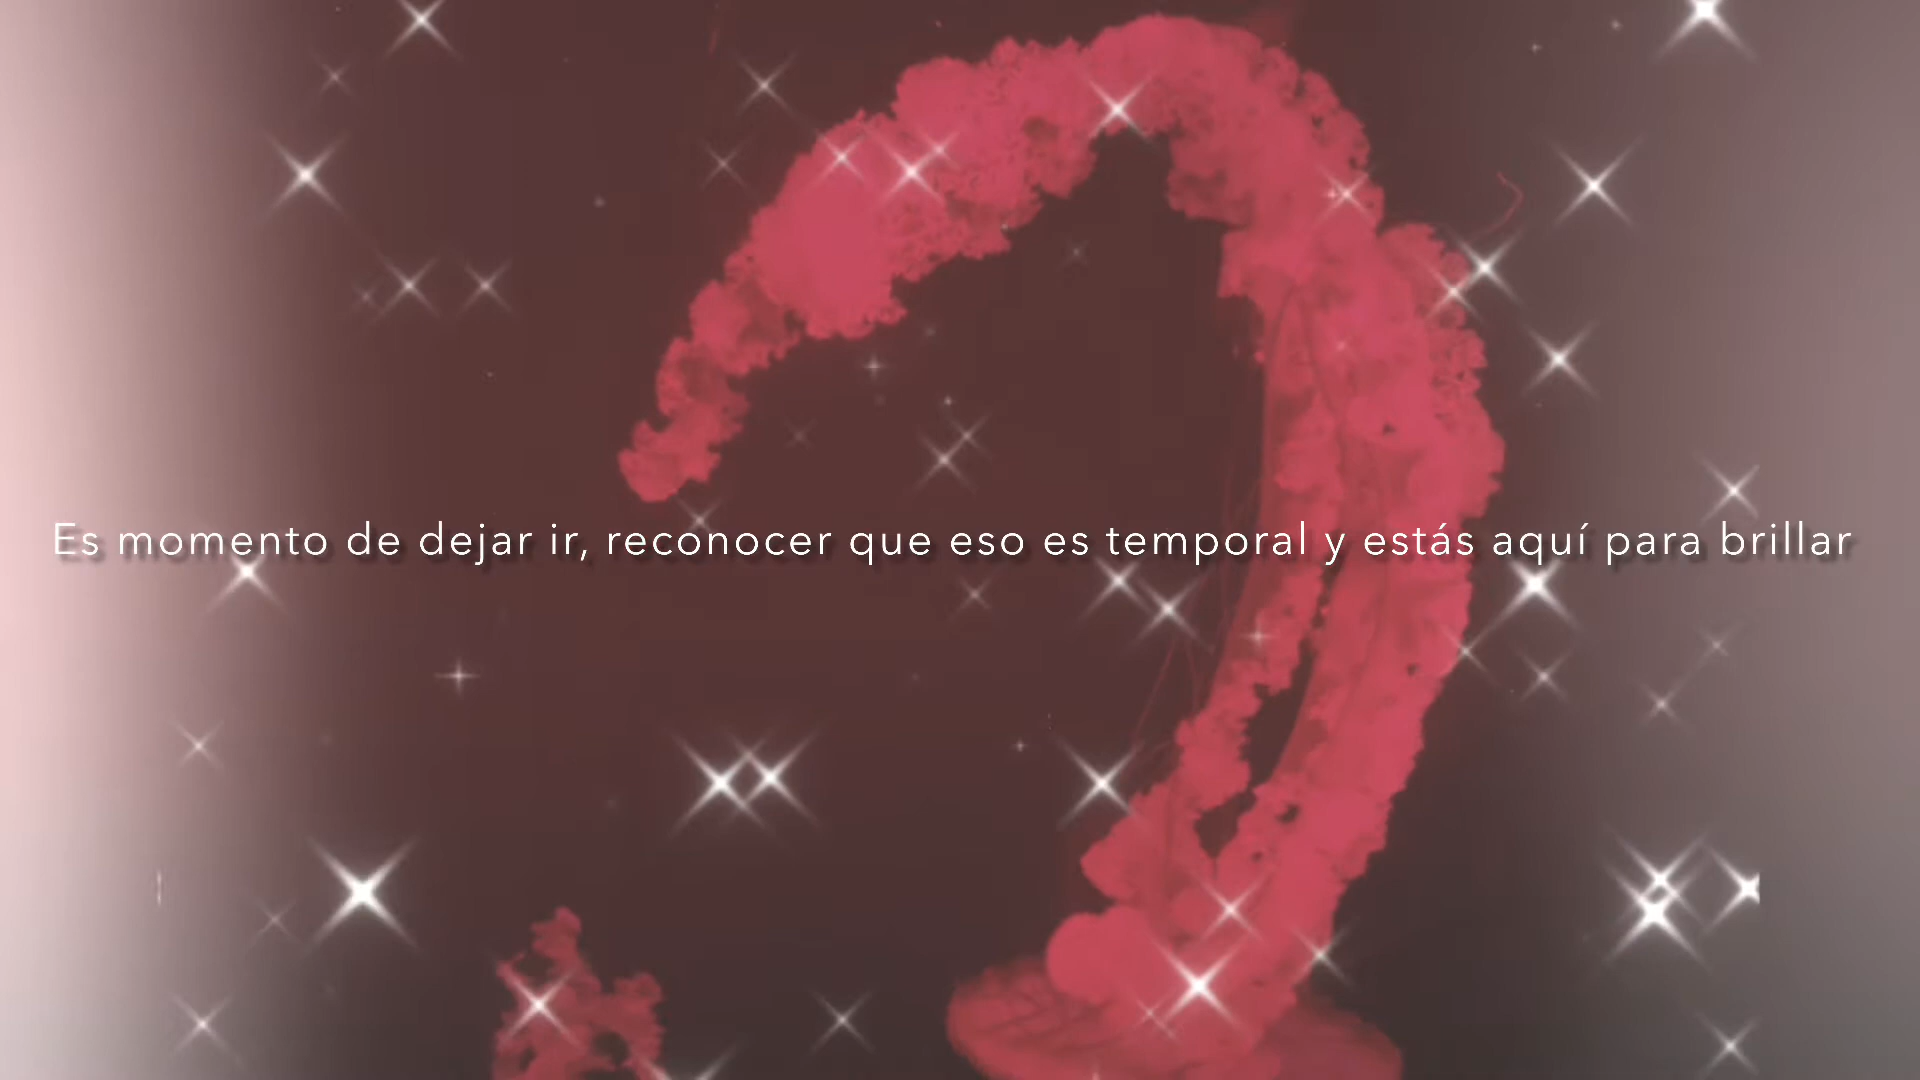 Es momento de dejar ir, reconocer que eso es temporal y estás aquí para brillar